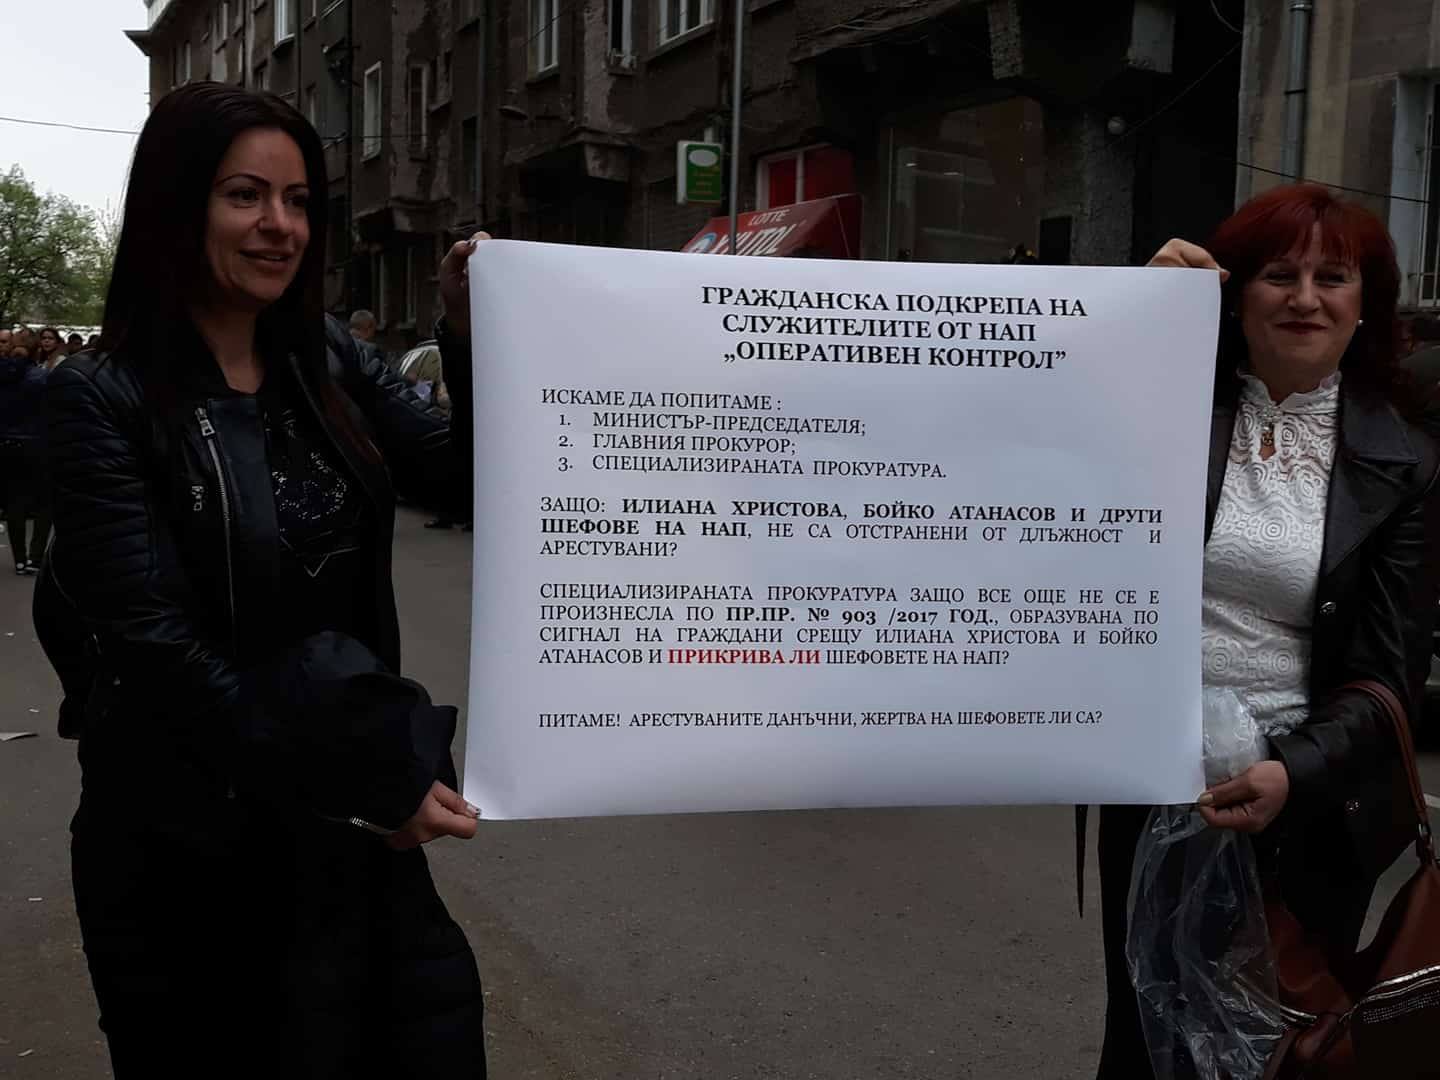 LOTTE
XYLITOL
ГРАЖДАНСКА ПОДКРЕПА НА
СЛУЖИТЕЛИТЕ ОТ НАП
„ОПЕРАТИВЕН КОНТРОЛ”
ИСКАМЕ ДА ПОПИТАМЕ :
1. МИНИСТЪР-ПРЕДСЕДАТЕЛЯ;
2. ГЛАВНИЯ ПРОКУРОР;
3. СПЕЦИАЛИЗИРАНАТА ПРОКУРАТУРА.
ЗАЩО: ИЛИАНА ХРИСТОВА, БОЙКО АТАНАСОВ И ДРУГИ
ШЕФОВЕ НА НАП, НЕ СА ОТСТРАНЕНИ ОТ ДЛЪЖНОСТ И
АРЕСТУВАНИ?
СПЕЦИАЛИЗИРАНАТА ПРОКУРАТУРА ЗАЩО ВСЕ ОЩЕ НЕ СЕ Е
ПРОИЗНЕСЛА ПО ПР.ПР. № 903 /2017 ГОД., ОБРАЗУВАНА ПО
СИГНАЛ НА ГРАЖДАНИ СРЕЩУ ИЛИАНА ХРИСТОВА И БОЙКО
АТАНАСОВ И ПРИКРИВА ЛИ ШЕФОВЕТЕ НА НАП?
ПИТАМЕ! АРЕСТУВАНИТЕ ДАНЪЧНИ, ЖЕРТВА НА ШЕФОВЕТЕ ЛИ СА?